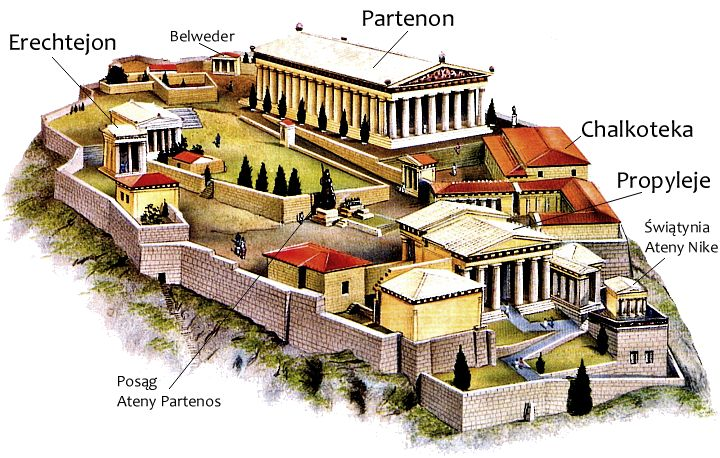 Partenon
Erechtejon
Belweder
Chalkoteka
Propyleje
Świątynia
Ateny Nike
Posąg
Ateny Partenos